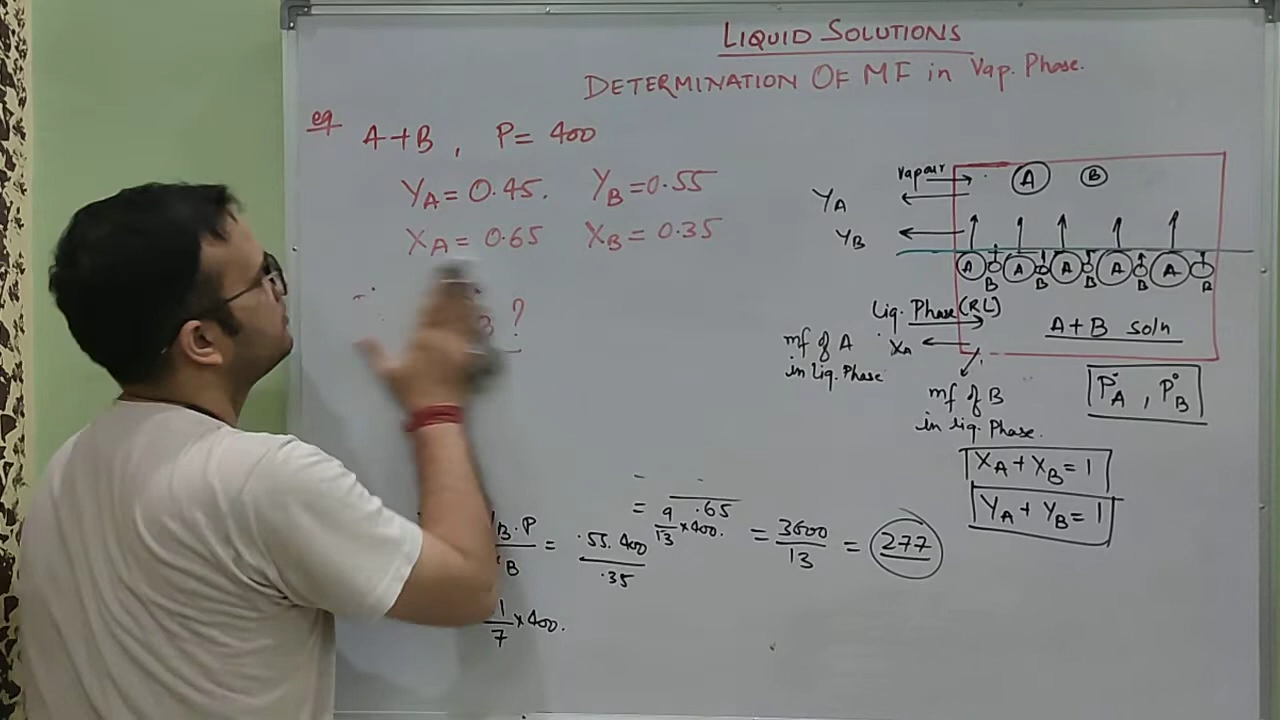 LIQUID SOLUTIONS
DETERMINATION OF MF in Vap. Phase.
eg
A+B, P= 400
YA = 0.45. YB = 0.55
XA = 0.65 XB = 0.35
B ?
= .65
= 9/13 × 400. = 3600/13 = 277
B.P/B = .55.400/.35
1/7 × 400.
Vapour
A B
YA
YB
A B A B A B A B A B
Liq. Phase (RL)
A+B soln
mf of A XA
in Liq. Phase
mf of B
in liq. Phase.
P°A , P°B
XA + XB = 1
YA + YB = 1